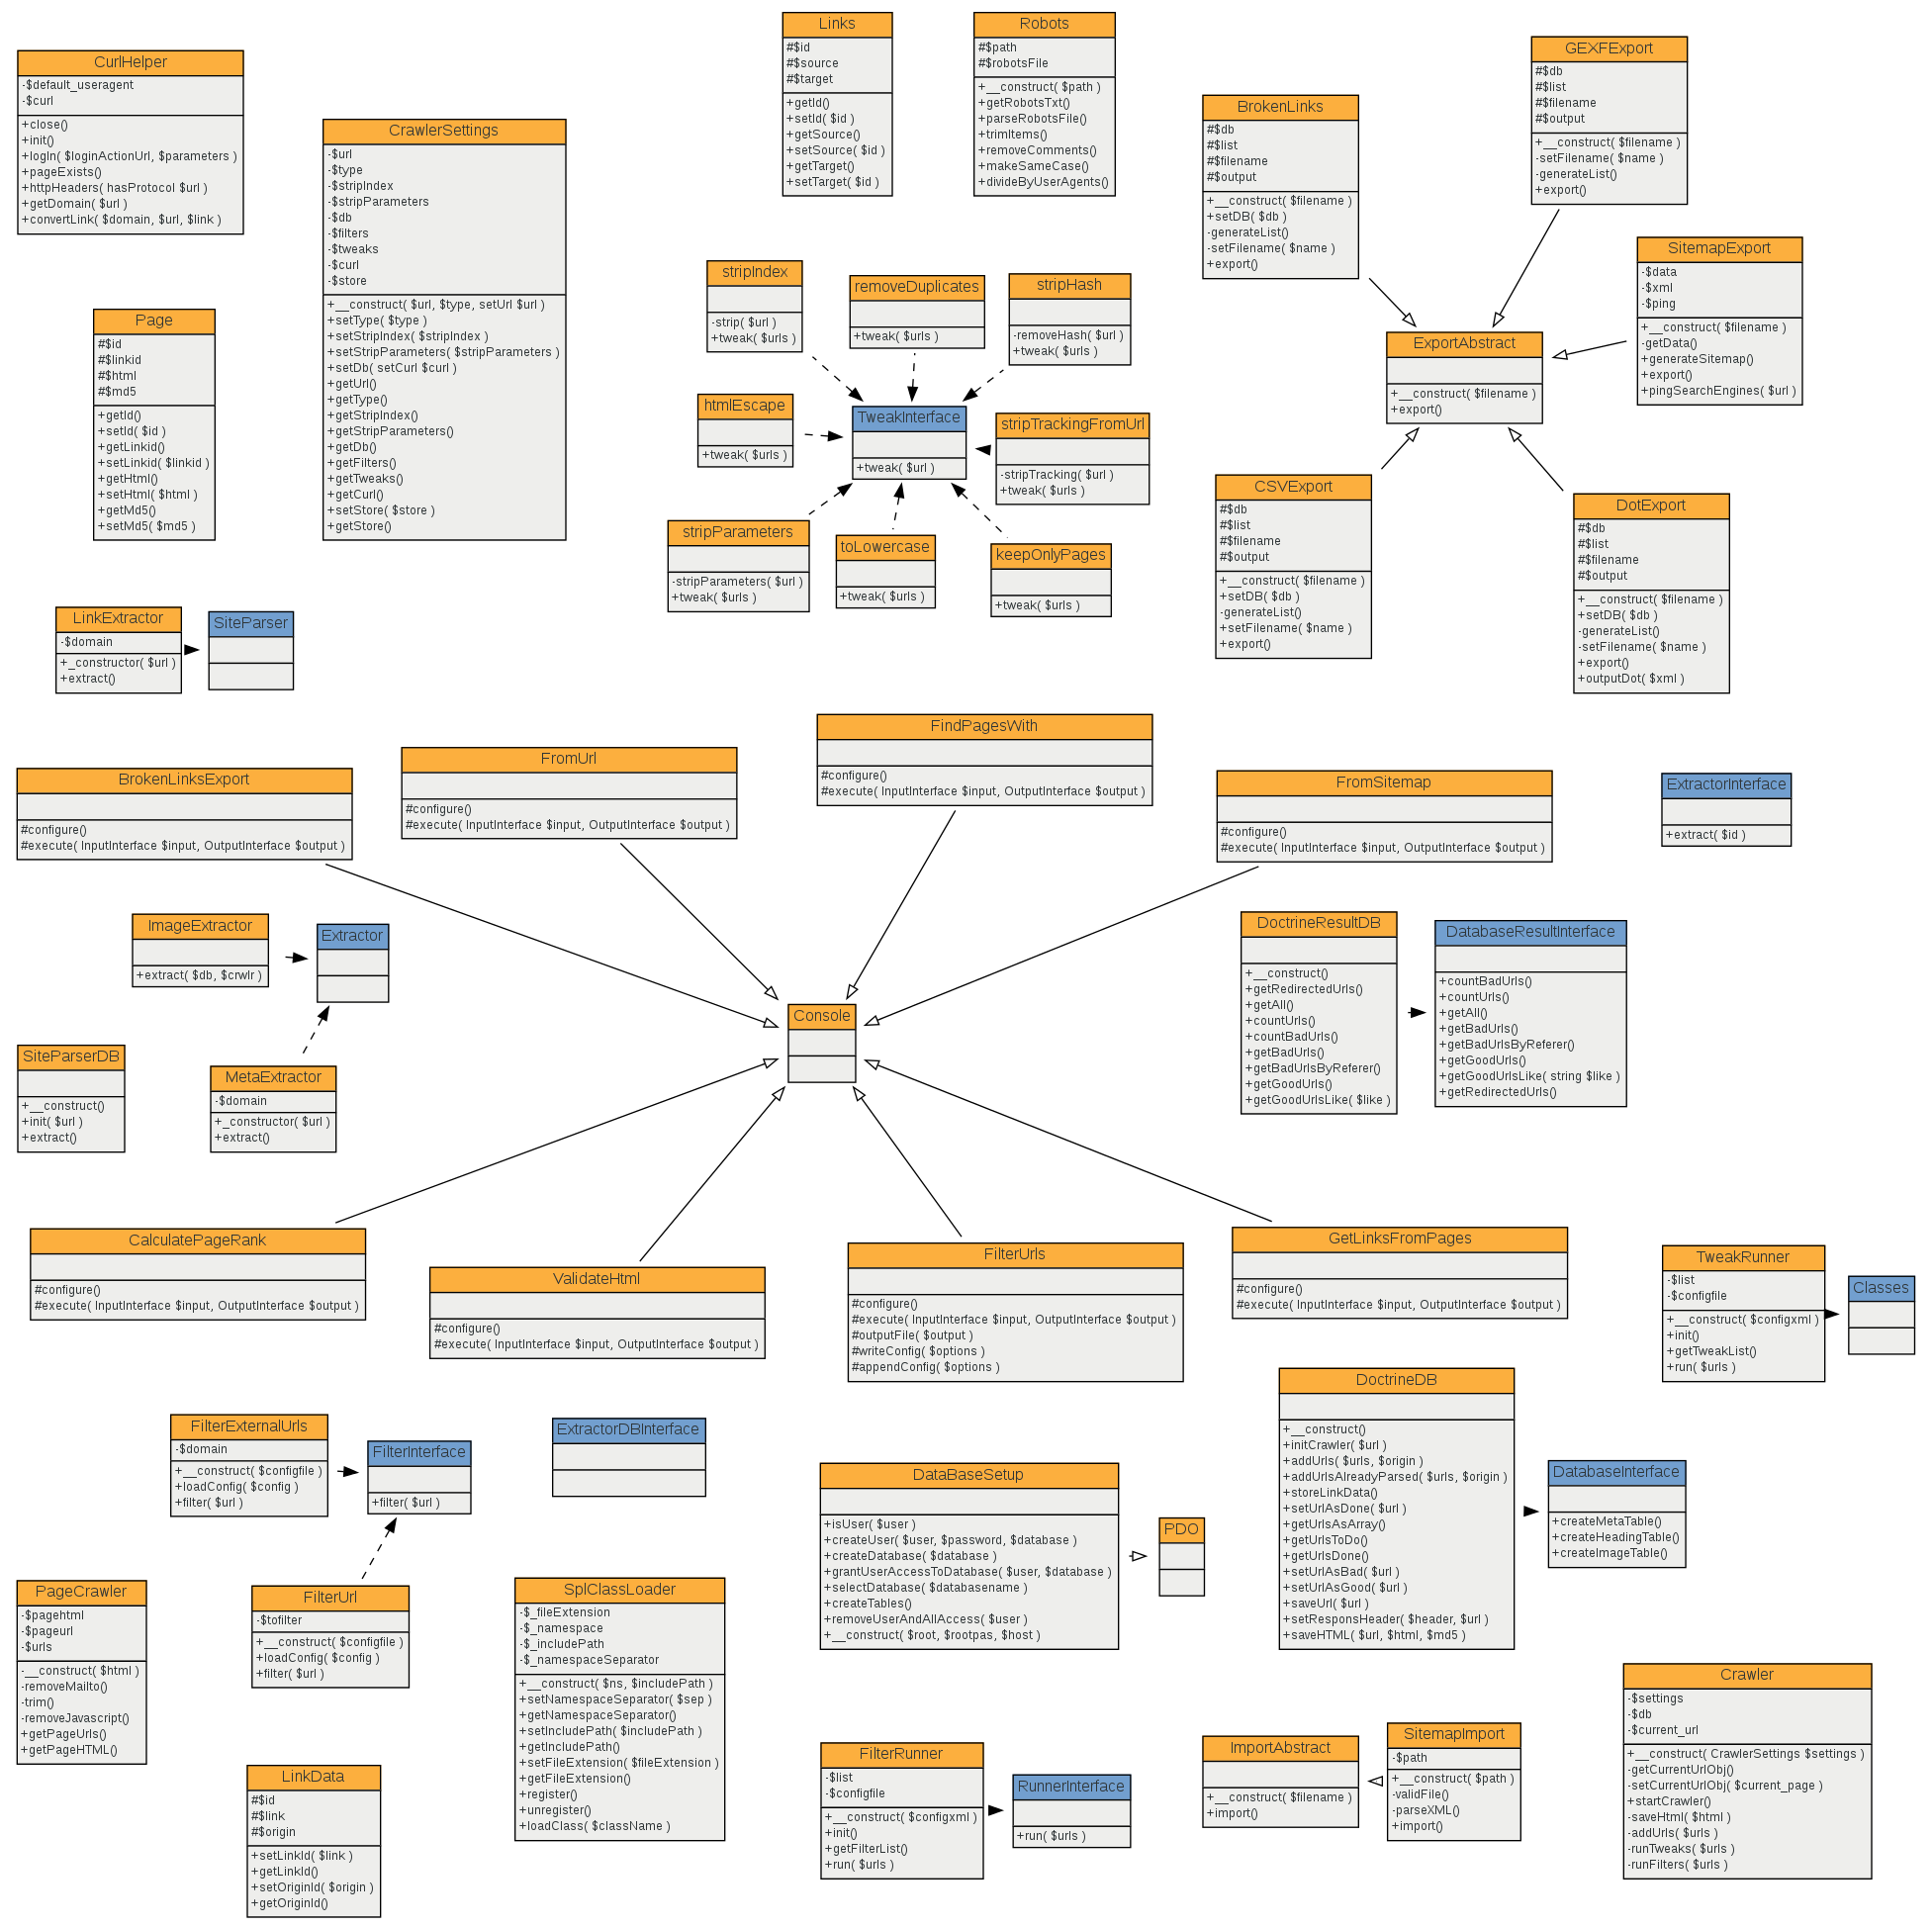 CurlHelper
-$default_useragent
-$curl
+close()
+init()
+logIn( $loginActionUrl, $parameters )
+pageExists()
+httpHeaders( hasProtocol $url )
+getDomain( $url )
+convertLink( $domain, $url, $link )
CrawlerSettings
-$url
-$type
-$stripIndex
-$stripParameters
-$db
-$filters
-$tweaks
-$curl
-$store
+__construct( $url, $type, setUrl $url )
+setType( $type )
+setStripIndex( $stripIndex )
+setStripParameters( $stripParameters )
+setDb( setCurl $curl )
+getUrl()
+getType()
+getStripIndex()
+getStripParameters()
+getDb()
+getFilters()
+getTweaks()
+getCurl()
+setStore( $store )
+getStore()
Links
#$id
#$source
#$target
+getId()
+setId( $id )
+getSource()
+setSource( $id )
+getTarget()
+setTarget( $id )
Robots
#$path
#$robotsFile
+__construct( $path )
+getRobotsTxt()
+parseRobotsFile()
+trimItems()
+removeComments()
+makeSameCase()
+divideByUserAgents()
BrokenLinks
#$db
#$list
#$filename
#$output
+__construct( $filename )
+setDB( $db )
-generateList()
-setFilename( $name )
+export()
GEXFExport
#$db
#$list
#$filename
#$output
+__construct( $filename )
-setFilename( $name )
-generateList()
+export()
SitemapExport
-$data
-$xml
-$ping
+__construct( $filename )
-getData()
+generateSitemap()
+export()
+pingSearchEngines( $url )
Page
#$id
#$linkid
#$html
#$md5
+getId()
+setId( $id )
+getLinkid()
+setLinkid( $linkid )
+getHtml()
+setHtml( $html )
+getMd5()
+setMd5( $md5 )
stripIndex
-strip( $url )
+tweak( $urls )
removeDuplicates
+tweak( $urls )
stripHash
-removeHash( $url )
+tweak( $urls )
ExportAbstract
+__construct( $filename )
+export()
htmlEscape
+tweak( $urls )
TweakInterface
+tweak( $url )
stripTrackingFromUrl
-stripTracking( $url )
+tweak( $urls )
stripParameters
-stripParameters( $url )
+tweak( $urls )
toLowercase
+tweak( $urls )
keepOnlyPages
+tweak( $urls )
CSVExport
#$db
#$list
#$filename
#$output
+__construct( $filename )
+setDB( $db )
-generateList()
+setFilename( $name )
+export()
DotExport
#$db
#$list
#$filename
#$output
+__construct( $filename )
+setDB( $db )
-generateList()
-setFilename( $name )
+export()
+outputDot( $xml )
LinkExtractor
-$domain
+_constructor( $url )
+extract()
SiteParser
BrokenLinksExport
#configure()
#execute( InputInterface $input, OutputInterface $output )
FromUrl
#configure()
#execute( InputInterface $input, OutputInterface $output )
FindPagesWith
#configure()
#execute( InputInterface $input, OutputInterface $output )
FromSitemap
#configure()
#execute( InputInterface $input, OutputInterface $output )
ExtractorInterface
+extract( $id )
ImageExtractor
+extract( $db, $crwlr )
Extractor
DoctrineResultDB
+__construct()
+getRedirectedUrls()
+getAll()
+countUrls()
+countBadUrls()
+getBadUrls()
+getBadUrlsByReferer()
+getGoodUrls()
+getGoodUrlsLike( $like )
DatabaseResultInterface
+countBadUrls()
+countUrls()
+getAll()
+getBadUrls()
+getBadUrlsByReferer()
+getGoodUrls()
+getGoodUrlsLike( string $like )
+getRedirectedUrls()
Console
SiteParserDB
+__construct()
+init( $url )
+extract()
MetaExtractor
-$domain
+_constructor( $url )
+extract()
CalculatePageRank
#configure()
#execute( InputInterface $input, OutputInterface $output )
ValidateHtml
#configure()
#execute( InputInterface $input, OutputInterface $output )
FilterUrls
#configure()
#execute( InputInterface $input, OutputInterface $output )
#outputFile( $output )
#writeConfig( $options )
#appendConfig( $options )
GetLinksFromPages
#configure()
#execute( InputInterface $input, OutputInterface $output )
TweakRunner
-$list
-$configfile
+__construct( $configxml )
+init()
+getTweakList()
+run( $urls )
Classes
FilterExternalUrls
-$domain
+__construct( $configfile )
+loadConfig( $config )
+filter( $url )
FilterInterface
+filter( $url )
ExtractorDBInterface
DataBaseSetup
+isUser( $user )
+createUser( $user, $password, $database )
+createDatabase( $database )
+grantUserAccessToDatabase( $user, $database )
+selectDatabase( $databasename )
+createTables()
+removeUserAndAllAccess( $user )
+__construct( $root, $rootpas, $host )
PDO
DoctrineDB
+__construct()
+initCrawler( $url )
+addUrls( $urls, $origin )
+addUrlsAlreadyParsed( $urls, $origin )
+storeLinkData()
+setUrlAsDone( $url )
+getUrlsAsArray()
+getUrlsToDo()
+getUrlsDone()
+setUrlAsBad( $url )
+setUrlAsGood( $url )
+saveUrl( $url )
+setResponsHeader( $header, $url )
+saveHTML( $url, $html, $md5 )
DatabaseInterface
+createMetaTable()
+createHeadingTable()
+createImageTable()
PageCrawler
-$pagehtml
-$pageurl
-$urls
-__construct( $html )
-removeMailto()
-trim()
-removeJavascript()
+getPageUrls()
+getPageHTML()
FilterUrl
-$tofilter
+__construct( $configfile )
+loadConfig( $config )
+filter( $url )
SplClassLoader
-$_fileExtension
-$_namespace
-$_includePath
-$_namespaceSeparator
+__construct( $ns, $includePath )
+setNamespaceSeparator( $sep )
+getNamespaceSeparator()
+setIncludePath( $includePath )
+getIncludePath()
+setFileExtension( $fileExtension )
+getFileExtension()
+register()
+unregister()
+loadClass( $className )
LinkData
#$id
#$link
#$origin
+setLinkId( $link )
+getLinkId()
+setOriginId( $origin )
+getOriginId()
FilterRunner
-$list
-$configfile
+__construct( $configxml )
+init()
+getFilterList()
+run( $urls )
RunnerInterface
+run( $urls )
ImportAbstract
+__construct( $filename )
+import()
SitemapImport
-$path
+__construct( $path )
-validFile()
-parseXML()
+import()
Crawler
-$settings
-$db
-$current_url
+__construct( CrawlerSettings $settings )
-getCurrentUrlObj()
-setCurrentUrlObj( $current_page )
+startCrawler()
-saveHtml( $html )
-addUrls( $urls )
-runTweaks( $urls )
-runFilters( $urls )